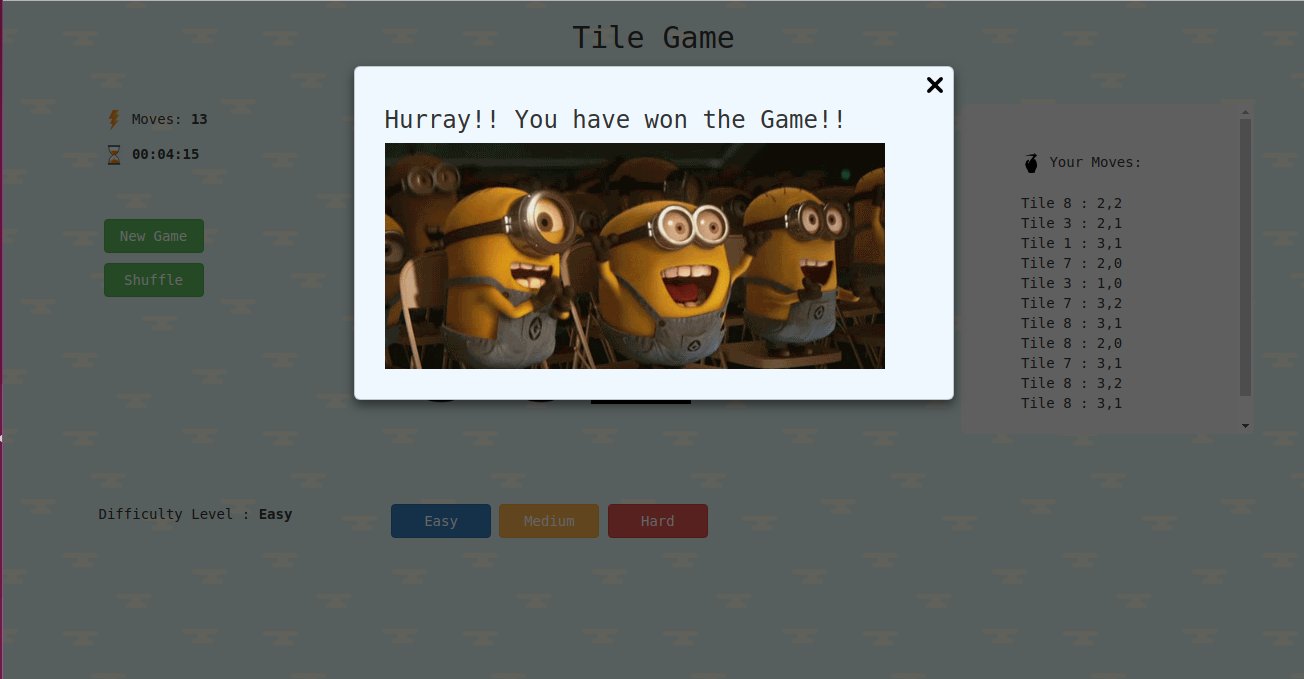 Tile Game
Hurray!! You have won the Game!!
Moves: 13
00:04:15
New Game
Shuffle
Your Moves:
Tile 8 : 2,2
Tile 3 : 2,1
Tile 1 : 3,1
Tile 7 : 2,0
Tile 3 : 1,0
Tile 7 : 3,2
Tile 8 : 3,1
Tile 8 : 2,0
Tile 7 : 3,1
Tile 8 : 3,2
Tile 8 : 3,1
Difficulty Level : Easy
Easy
Medium
Hard